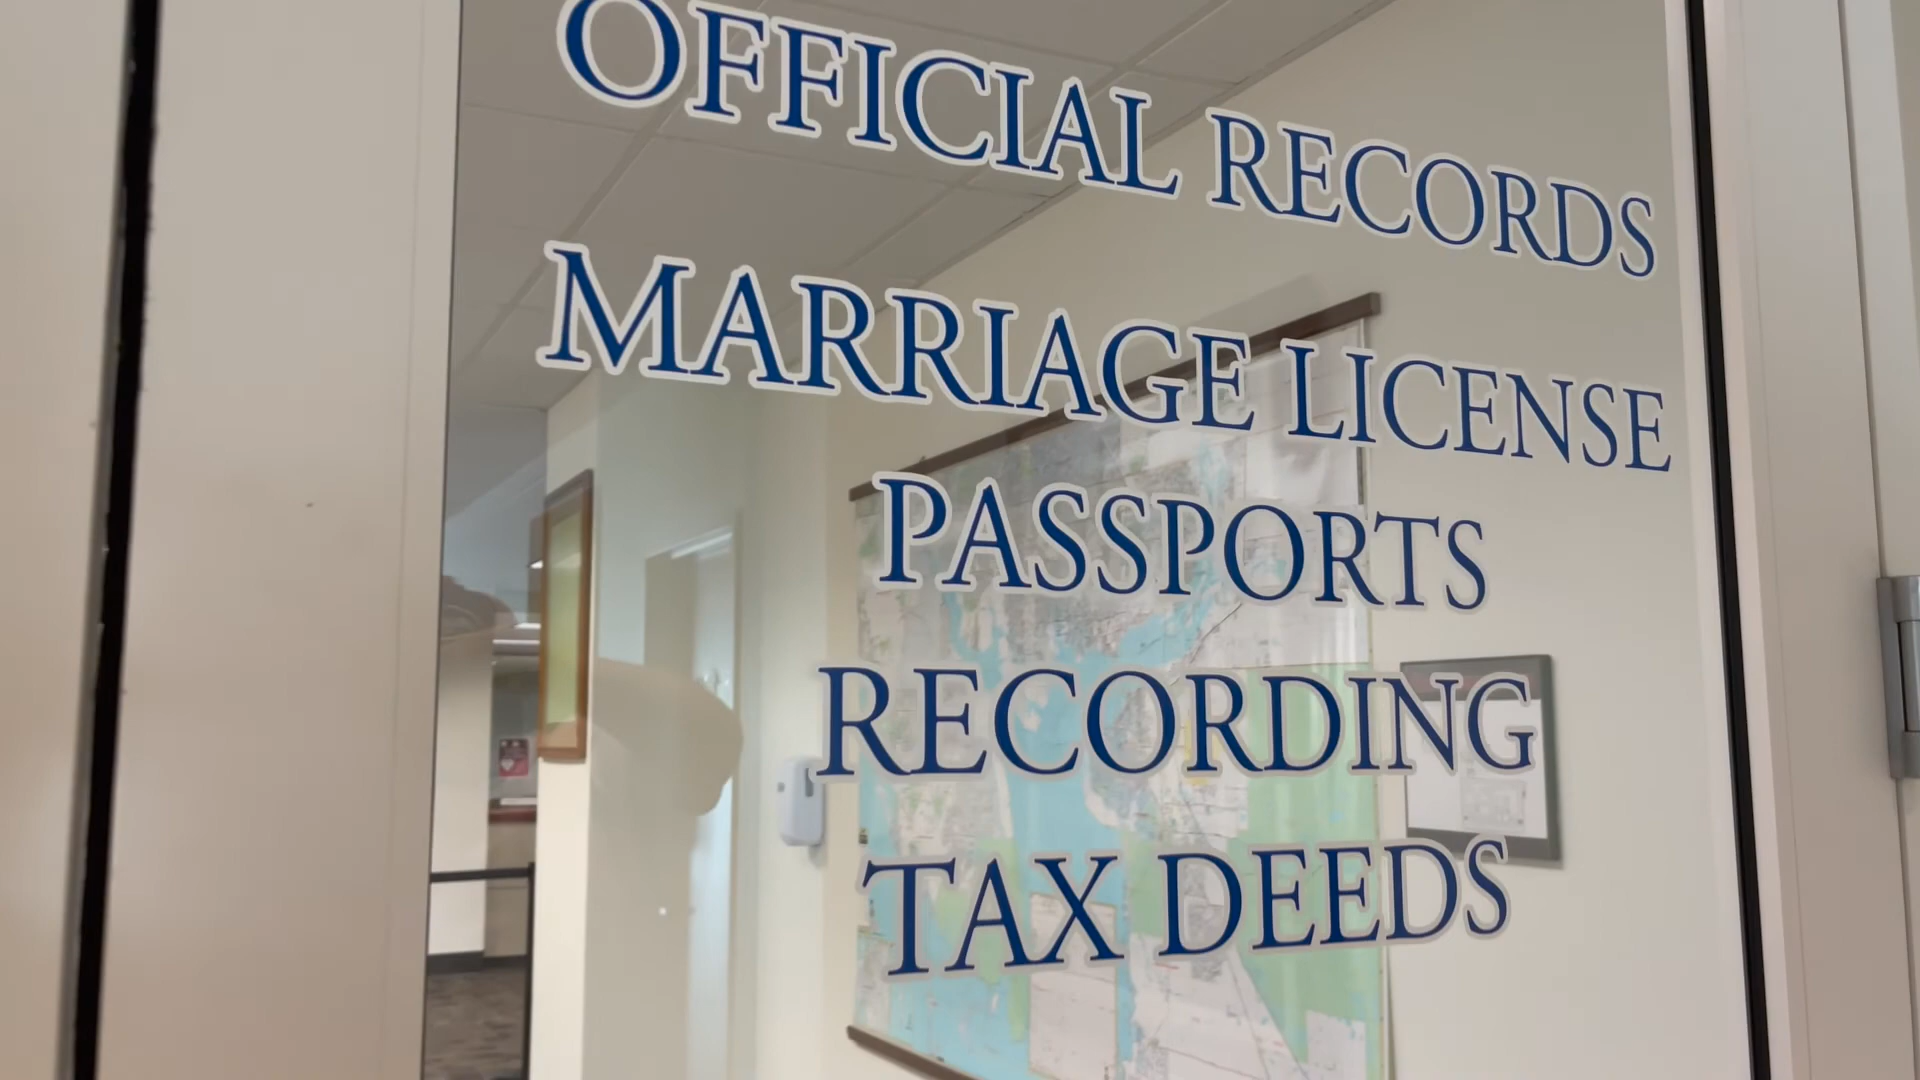 OFFICIAL RECORDS
MARRIAGE LICENSE
PASSPORTS
RECORDING
TAX DEEDS